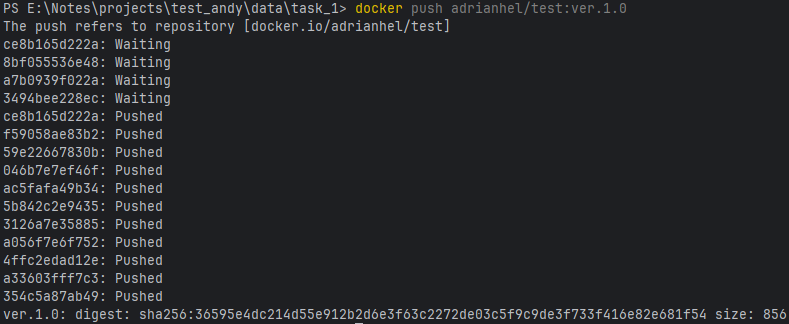 PS E:\Notes\projects\test_andy\data\task_1> docker push adrianhel/test:ver.1.0
The push refers to repository [docker.io/adrianhel/test]
ce8b165d222a: Waiting
8bf055536e48: Waiting
a7b0939f022a: Waiting
3494bee228ec: Waiting
ce8b165d222a: Pushed
f59058ae83b2: Pushed
59e22667830b: Pushed
046b7e7ef46f: Pushed
ac5fafa49b34: Pushed
5b842c2e9435: Pushed
3126a7e35885: Pushed
a056f7e6f752: Pushed
4ffc2edad12e: Pushed
a33603fff7c3: Pushed
354c5a87ab49: Pushed
ver.1.0: digest: sha256:36595e4dc214d55e912b2d6e3f63c2272de03c5f9c9de3f733f416e82e681f54 size: 856